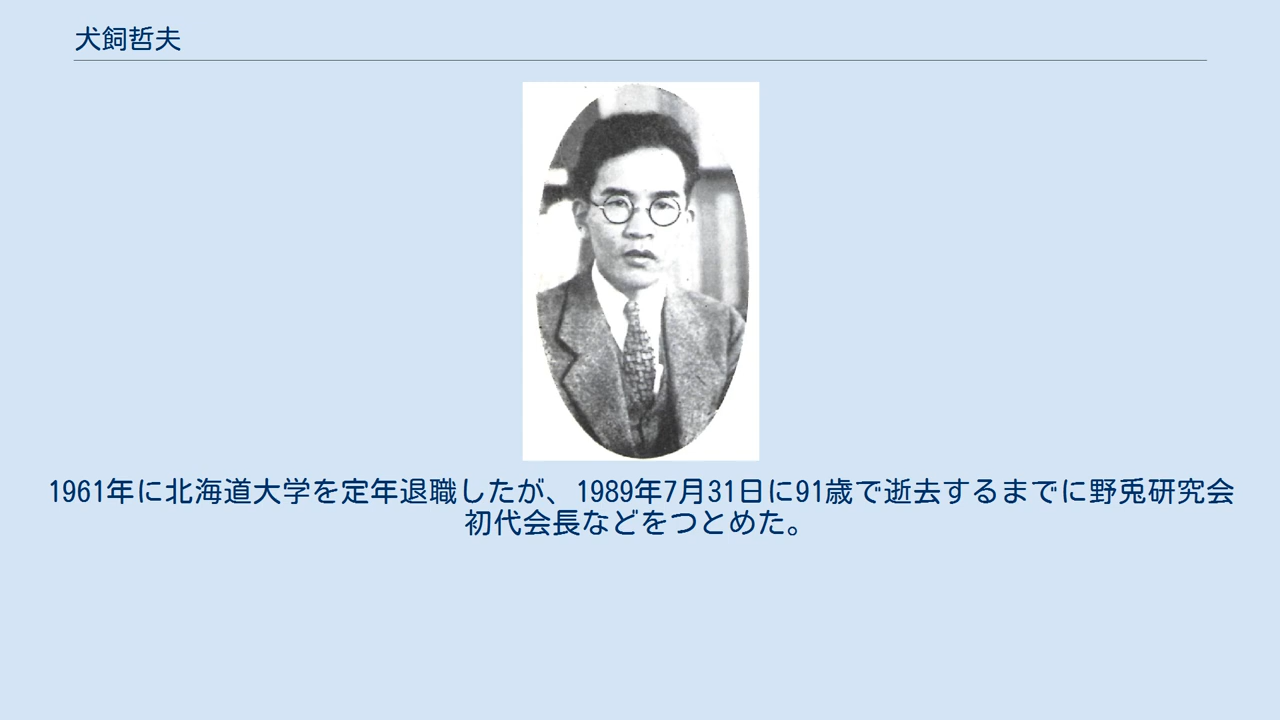 犬飼哲夫
1961年に北海道大学を定年退職したが、1989年7月31日に91歳で逝去するまでに野兎研究会
初代会長などをつとめた。